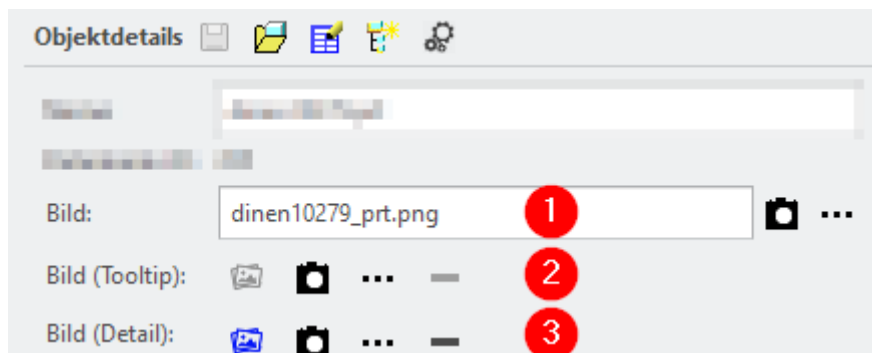 Objektdetails
Bild: dinen10279_prt.png 1
Bild (Tooltip): 2
Bild (Detail): 3